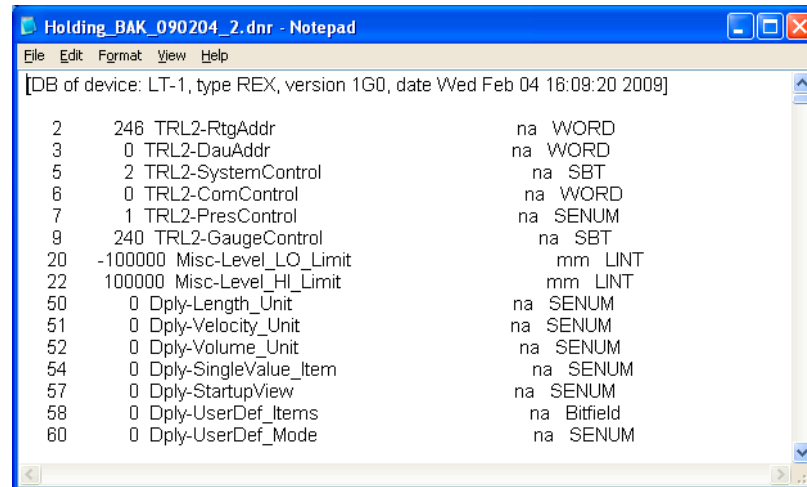 Holding_BAK_090204_2.dnr - Notepad
File Edit Format View Help
[DB of device: LT-1, type REX, version 1G0, date Wed Feb 04 16:09:20 2009]
2 246 TRL2-RtgAddr na WORD
3 0 TRL2-DauAddr na WORD
5 2 TRL2-SystemControl na SBT
6 0 TRL2-ComControl na WORD
7 1 TRL2-PresControl na SENUM
9 240 TRL2-GaugeControl na SBT
20 -100000 Misc-Level_LO_Limit mm LINT
22 100000 Misc-Level_HI_Limit mm LINT
50 0 Dply-Length_Unit na SENUM
51 0 Dply-Velocity_Unit na SENUM
52 0 Dply-Volume_Unit na SENUM
54 0 Dply-SingleValue_Item na SENUM
57 0 Dply-StartupView na SENUM
58 0 Dply-UserDef_Items na Bitfield
60 0 Dply-UserDef_Mode na SENUM